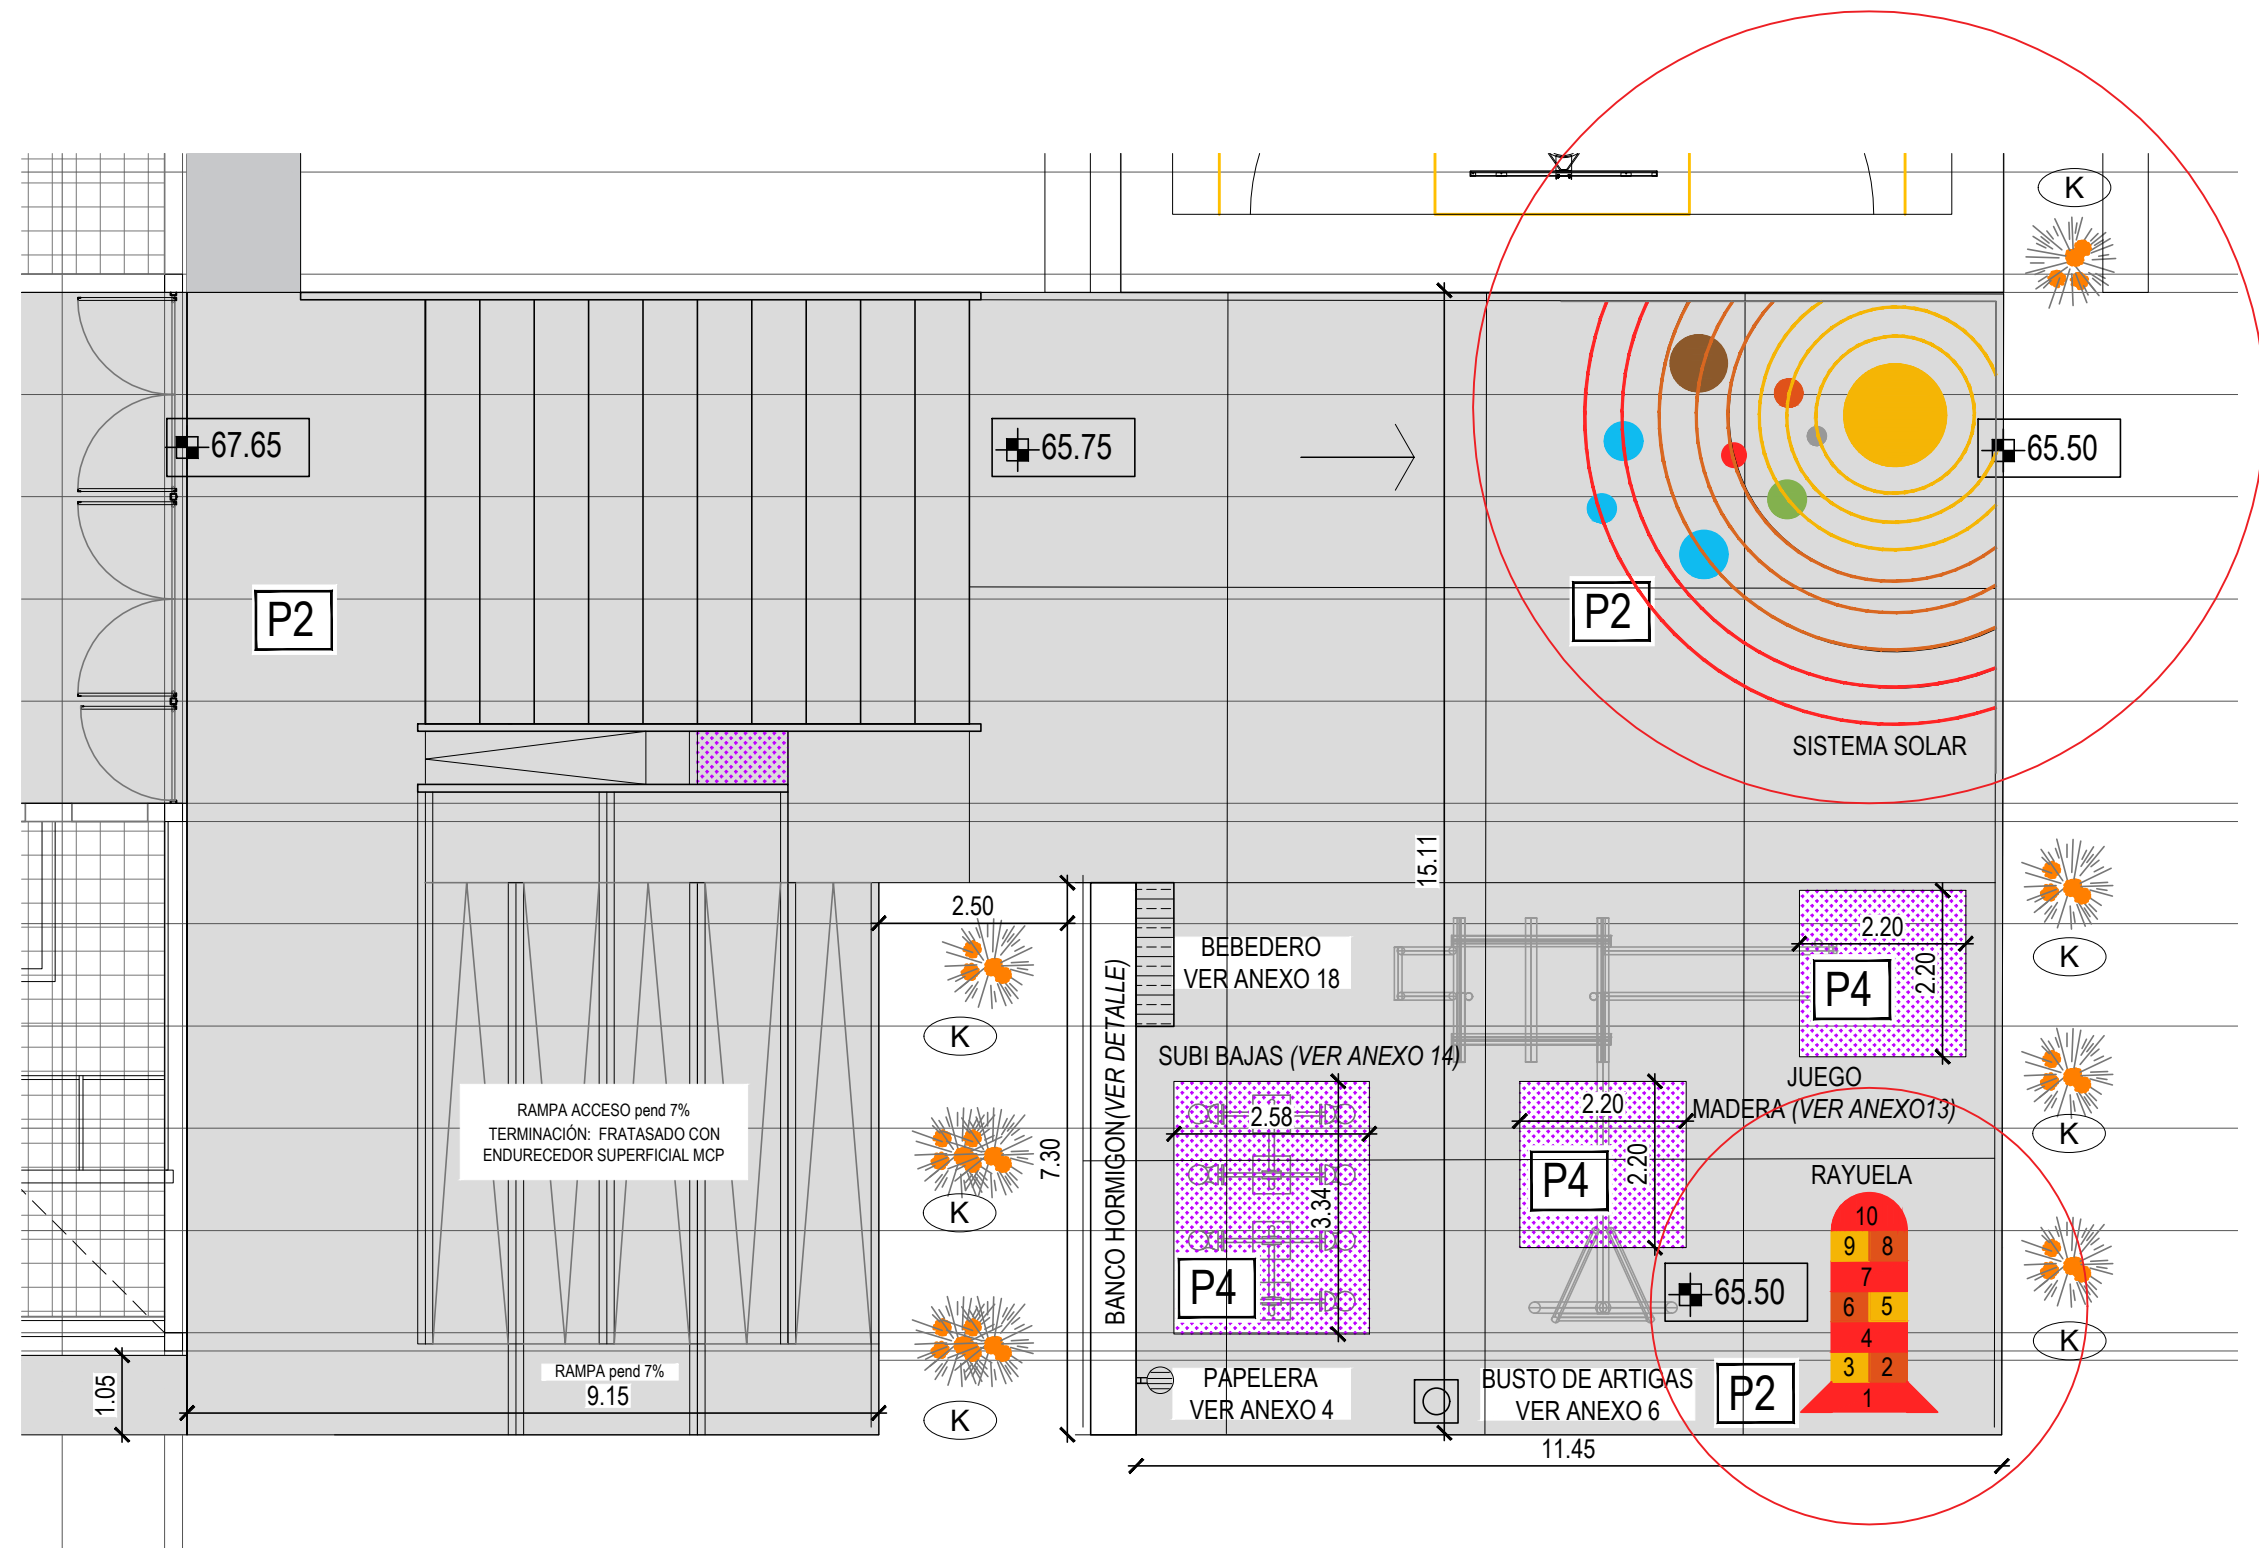 K
67.65
65.75
65.50
P2
P2
SISTEMA SOLAR
15.11
2.50
BEBEDERO
VER ANEXO 18
2.20
2.20
P4
K
K
SUBI BAJAS (VER ANEXO 14)
JUEGO
MADERA (VER ANEXO13)
2.58
2.20
2.20
K
RAMPA ACCESO pend 7%
TERMINACIÓN: FRATASADO CON
ENDURECEDOR SUPERFICIAL MCP
7.30
BANCO HORMIGON(VER DETALLE)
3.34
P4
P4
RAYUELA
K
10
9 8
7
6 5
4
3 2
1
65.50
K
RAMPA pend 7%
9.15
1.05
K
PAPELERA
VER ANEXO 4
BUSTO DE ARTIGAS
VER ANEXO 6
P2
11.45